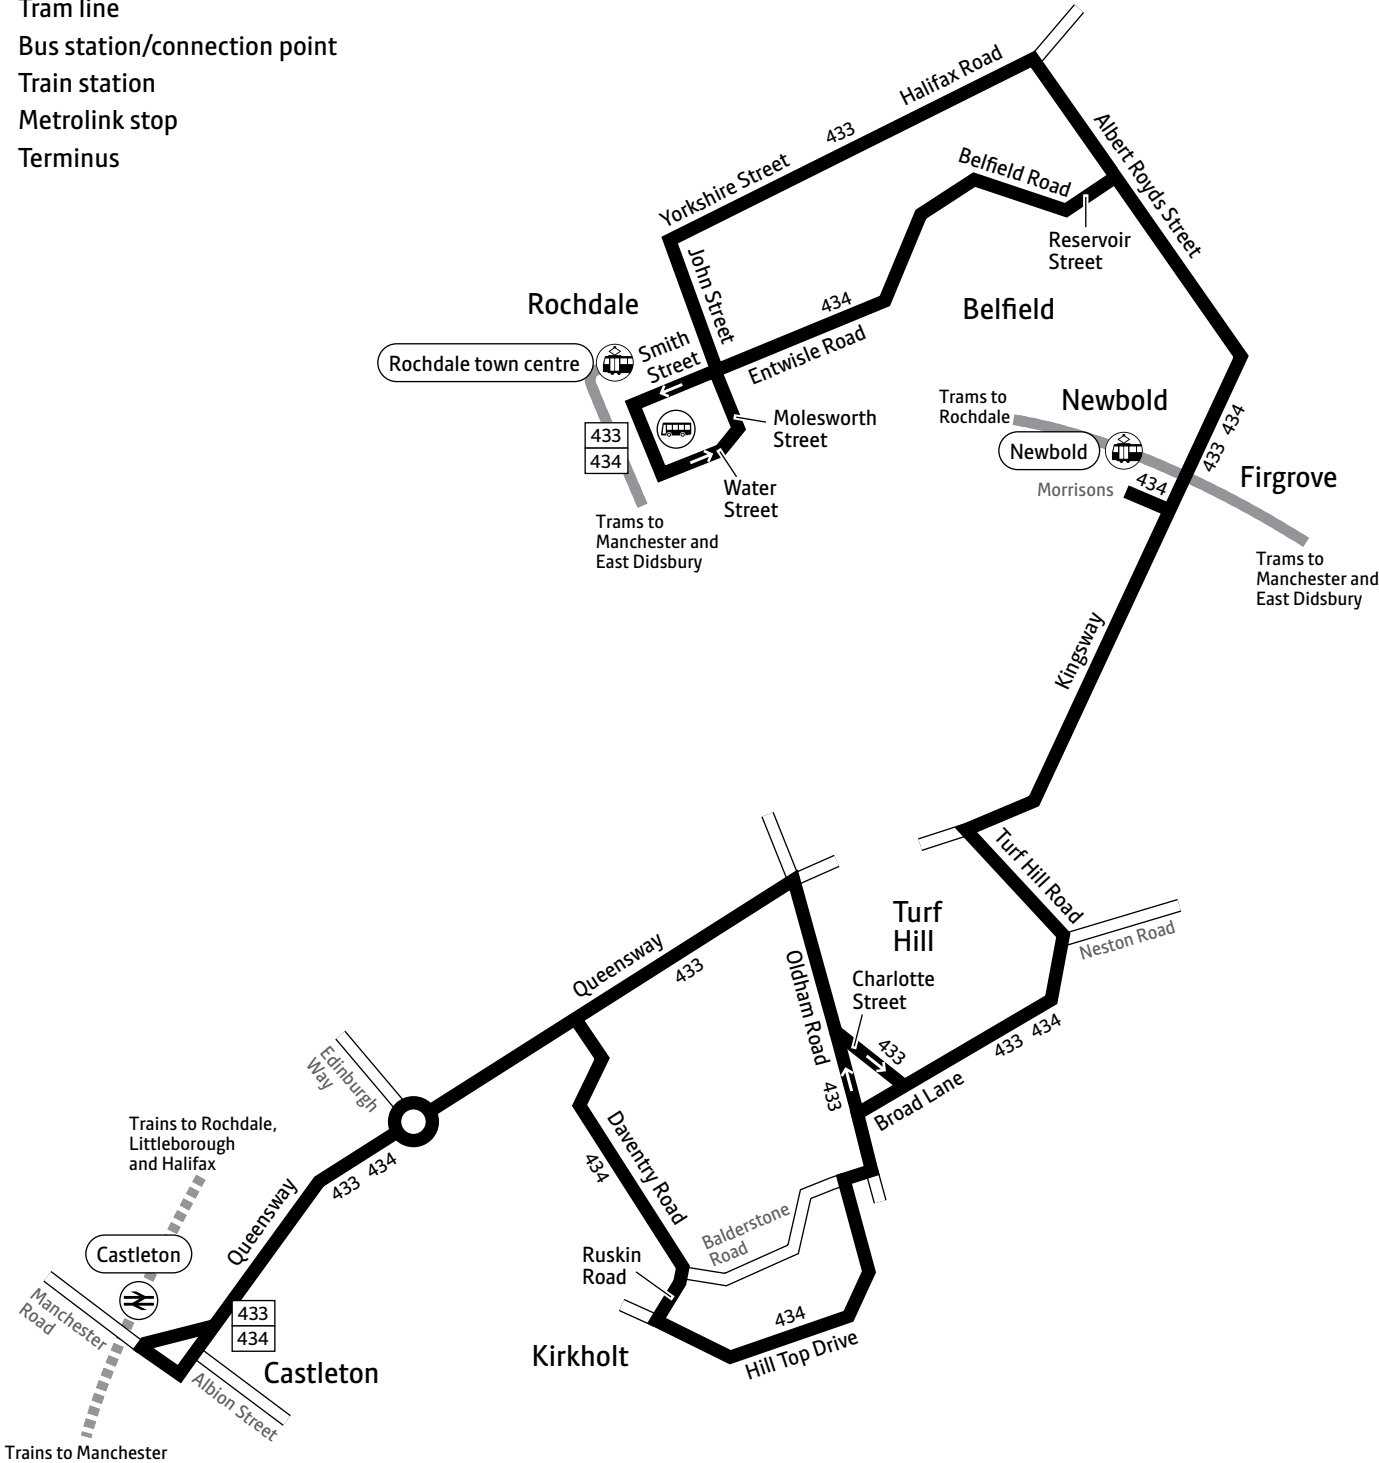 Tram line
Bus station/connection point
Train station
Metrolink stop
Terminus
Halifax Road
433
Yorkshire Street
Albert Royds Street
Belfield Road
Reservoir
Street
John Street
Rochdale
434
Belfield
Entwisle Road
Smith
Street
Rochdale town centre
Molesworth
Street
433
434
Water
Street
Trams to
Manchester and
East Didsbury
Trams to
Rochdale
Newbold
Newbold
433 434
Firgrove
Morrisons
434
Trams to
Manchester and
East Didsbury
Kingsway
Turf Hill Road
Neston Road
Turf
Hill
Queensway
433
Oldham Road
Charlotte
Street
433
433 434
433
Broad Lane
Edinburgh
Way
Trains to Rochdale,
Littleborough
and Halifax
433 434
Queensway
Daventry Road
434
Balderstone
Road
Ruskin
Road
Castleton
Manchester
Road
433
434
Castleton
Albion Street
Kirkholt
434
Hill Top Drive
Trains to Manchester